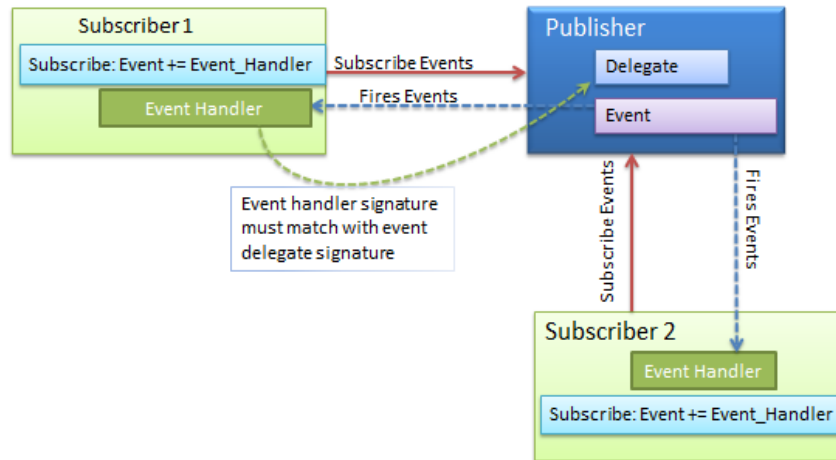 Subscriber 1
Subscribe: Event += Event_Handler
Event Handler
Subscribe Events
Fires Events
Publisher
Delegate
Event
Event handler signature
must match with event
delegate signature
Subscribe Events
Fires Events
Subscriber 2
Event Handler
Subscribe: Event += Event_Handler